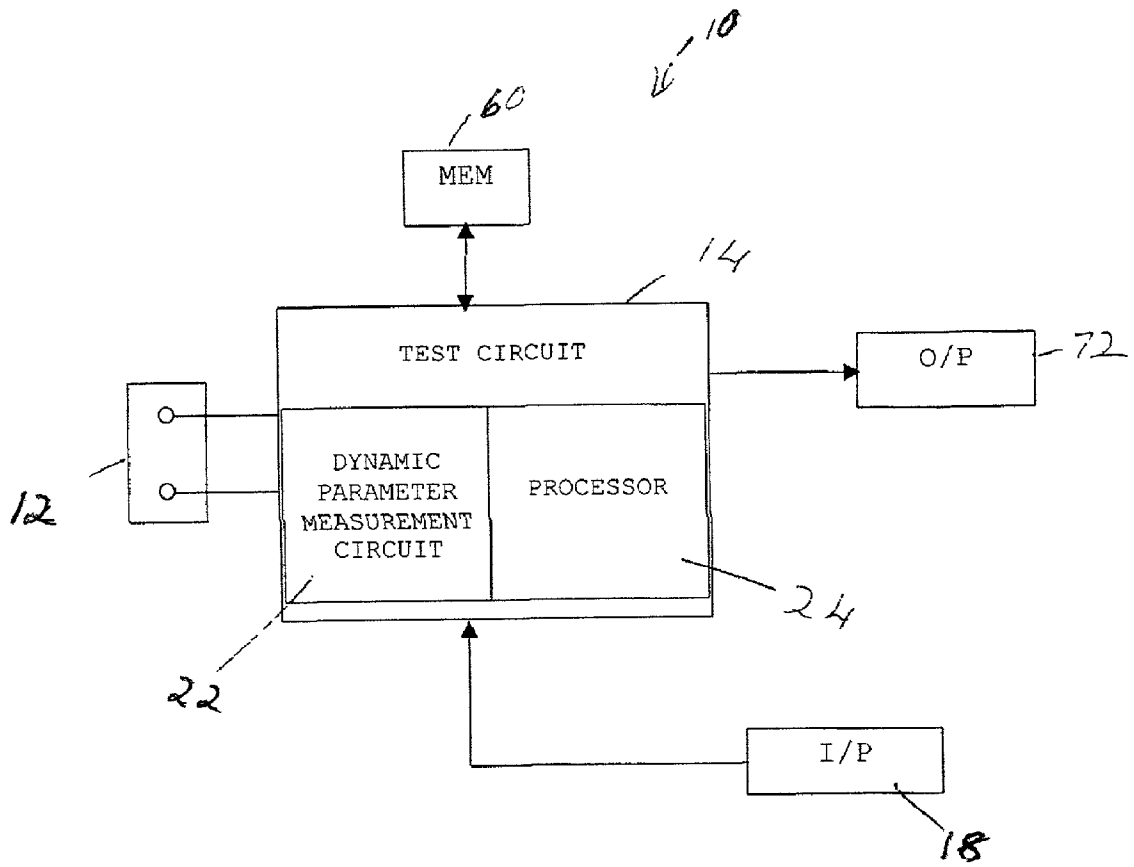 10
60
MEM
14
TEST CIRCUIT
O/P
72
DYNAMIC
PARAMETER
MEASUREMENT
CIRCUIT
PROCESSOR
12
24
22
I/P
18